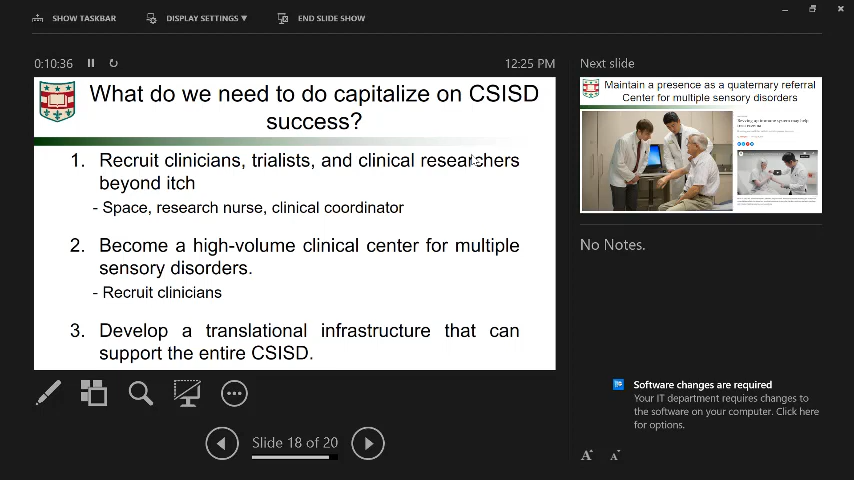 SHOW TASKBAR
DISPLAY SETTINGS ▼
END SLIDE SHOW
0:10:36
12:25 PM
What do we need to do capitalize on CSISD
success?
1. Recruit clinicians, trialists, and clinical researchers
beyond itch
- Space, research nurse, clinical coordinator
2. Become a high-volume clinical center for multiple
sensory disorders.
- Recruit clinicians
3. Develop a translational infrastructure that can
support the entire CSISD.
Slide 18 of 20
Next slide
Maintain a presence as a quaternary referral
Center for multiple sensory disorders
No Notes.
Software changes are required
Your IT department requires changes to
the software on your computer. Click here
for options.
A A